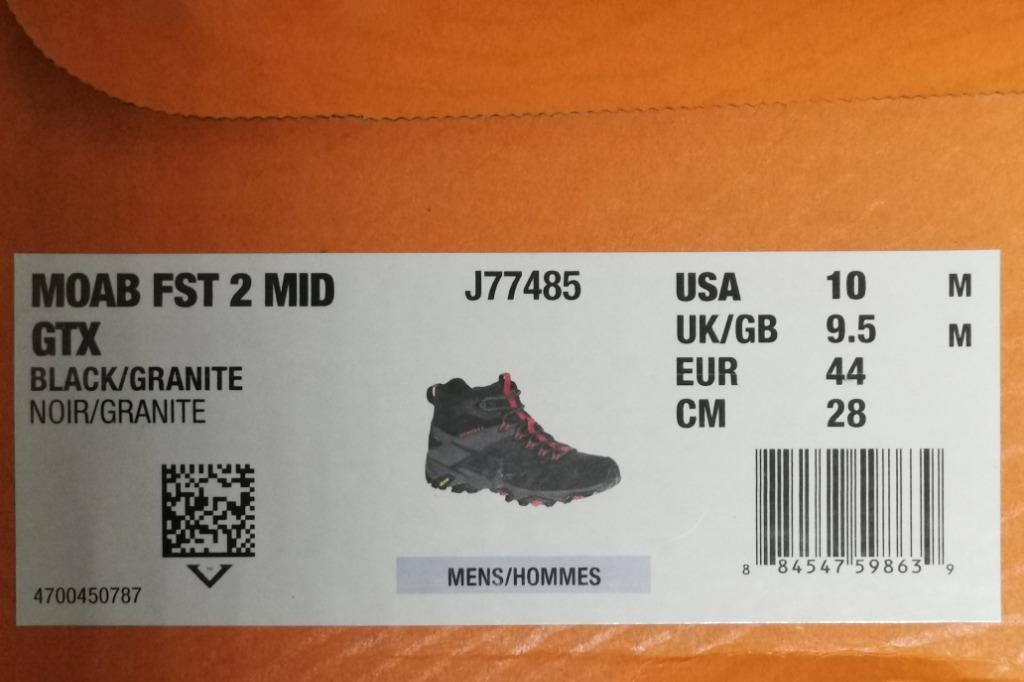 MOAB FST 2 MID
GTX
BLACK/GRANITE
NOIR/GRANITE
4700450787
J77485
MENS/HOMMES
USA 10 M
UK/GB 9.5 M
EUR 44
CM 28
8 84547 59863 9